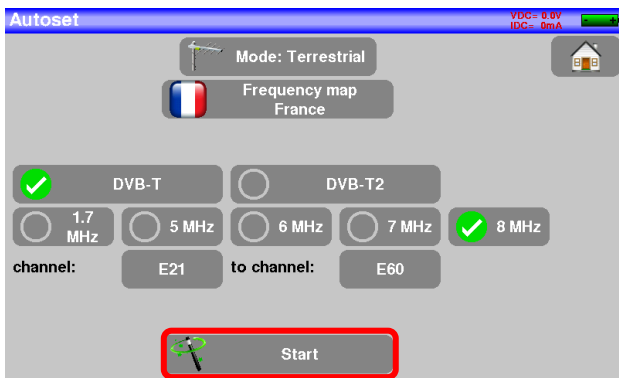 Autoset
VDC= 0.0V
IDC= 0mA
Mode: Terrestrial
Frequency map
France
DVB-T
DVB-T2
1.7
MHz
5 MHz
6 MHz
7 MHz
8 MHz
channel:
E21
to channel:
E60
Start